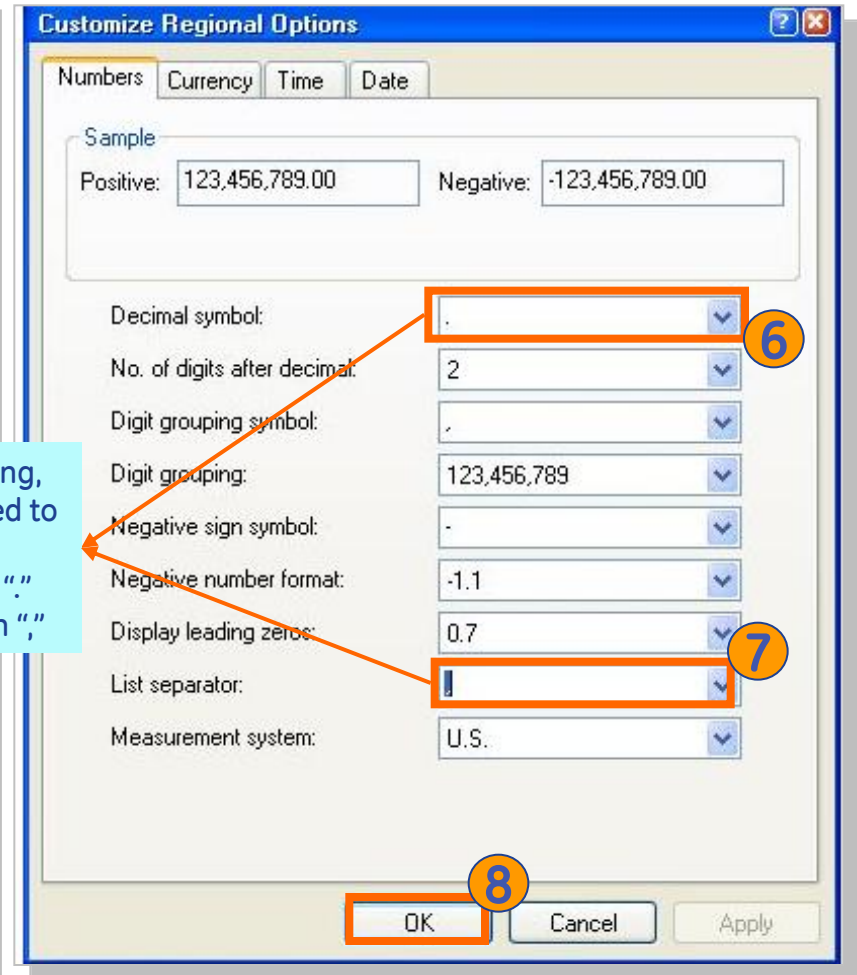 Customize Regional Options
Numbers Currency Time Date
Sample
Positive: 123,456,789.00 Negative: -123,456,789.00
Decimal symbol: .
6
No. of digits after decimal: 2
Digit grouping symbol: ,
Digit grouping: 123,456,789
Negative sign symbol: -
Negative number format: -1.1
Display leading zeros: 0.7
7
List separator: ,
Measurement system: U.S.
8
OK Cancel Apply
ng,
ed to
"."
n ","